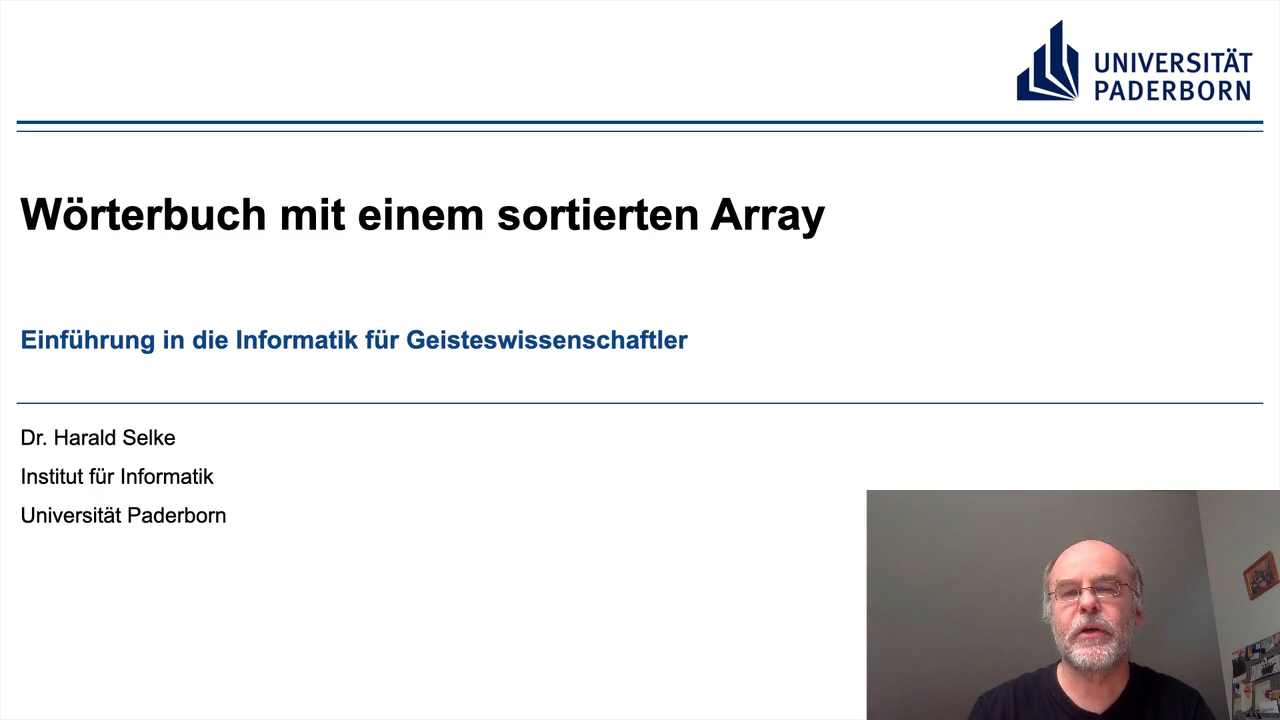 UNIVERSITÄT
PADERBORN
Wörterbuch mit einem sortierten Array
Einführung in die Informatik für Geisteswissenschaftler
Dr. Harald Selke
Institut für Informatik
Universität Paderborn